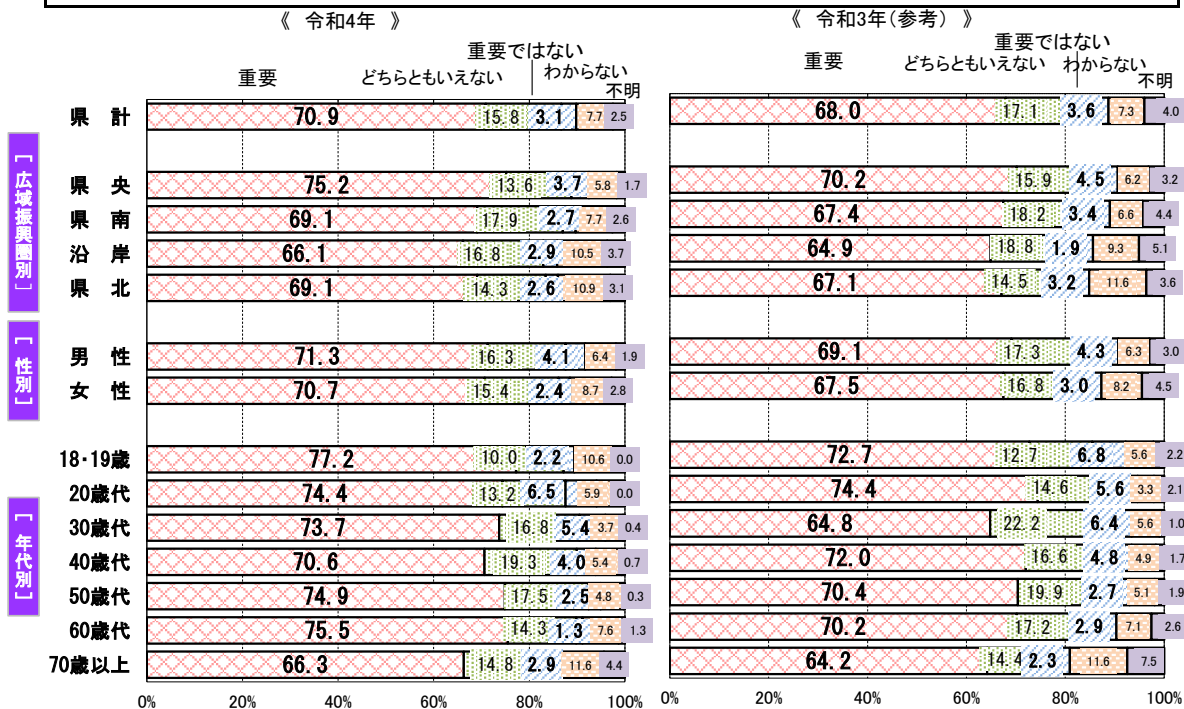 《 令和4年 》
重要
どちらともいえない
重要ではない
わからない
不明
県 計 70.9 15.8 3.1 7.7 2.5
[広域振興圏別]
県 央 75.2 13.6 3.7 5.8 1.7
県 南 69.1 17.9 2.7 7.7 2.6
沿 岸 66.1 16.8 2.9 10.5 3.7
県 北 69.1 14.3 2.6 10.9 3.1
[性別]
男 性 71.3 16.3 4.1 6.4 1.9
女 性 70.7 15.4 2.4 8.7 2.8
[年代別]
18・19歳 77.2 10.0 2.2 10.6 0.0
20歳代 74.4 13.2 6.5 5.9 0.0
30歳代 73.7 16.8 5.4 3.7 0.4
40歳代 70.6 19.3 4.0 5.4 0.7
50歳代 74.9 17.5 2.5 4.8 0.3
60歳代 75.5 14.3 1.3 7.6 1.3
70歳以上 66.3 14.8 2.9 11.6 4.4
0% 20% 40% 60% 80% 100%
《 令和3年(参考) 》
重要
どちらともいえない
重要ではない
わからない
不明
68.0 17.1 3.6 7.3 4.0
70.2 15.9 4.5 6.2 3.2
67.4 18.2 3.4 6.6 4.4
64.9 18.8 1.9 9.3 5.1
67.1 14.5 3.2 11.6 3.6
69.1 17.3 4.3 6.3 3.0
67.5 16.8 3.0 8.2 4.5
72.7 12.7 6.8 5.6 2.2
74.4 14.6 5.6 3.3 2.1
64.8 22.2 6.4 5.6 1.0
72.0 16.6 4.8 4.9 1.7
70.4 19.9 2.7 5.1 1.9
70.2 17.2 2.9 7.1 2.6
64.2 14.4 2.3 11.6 7.5
0% 20% 40% 60% 80% 100%